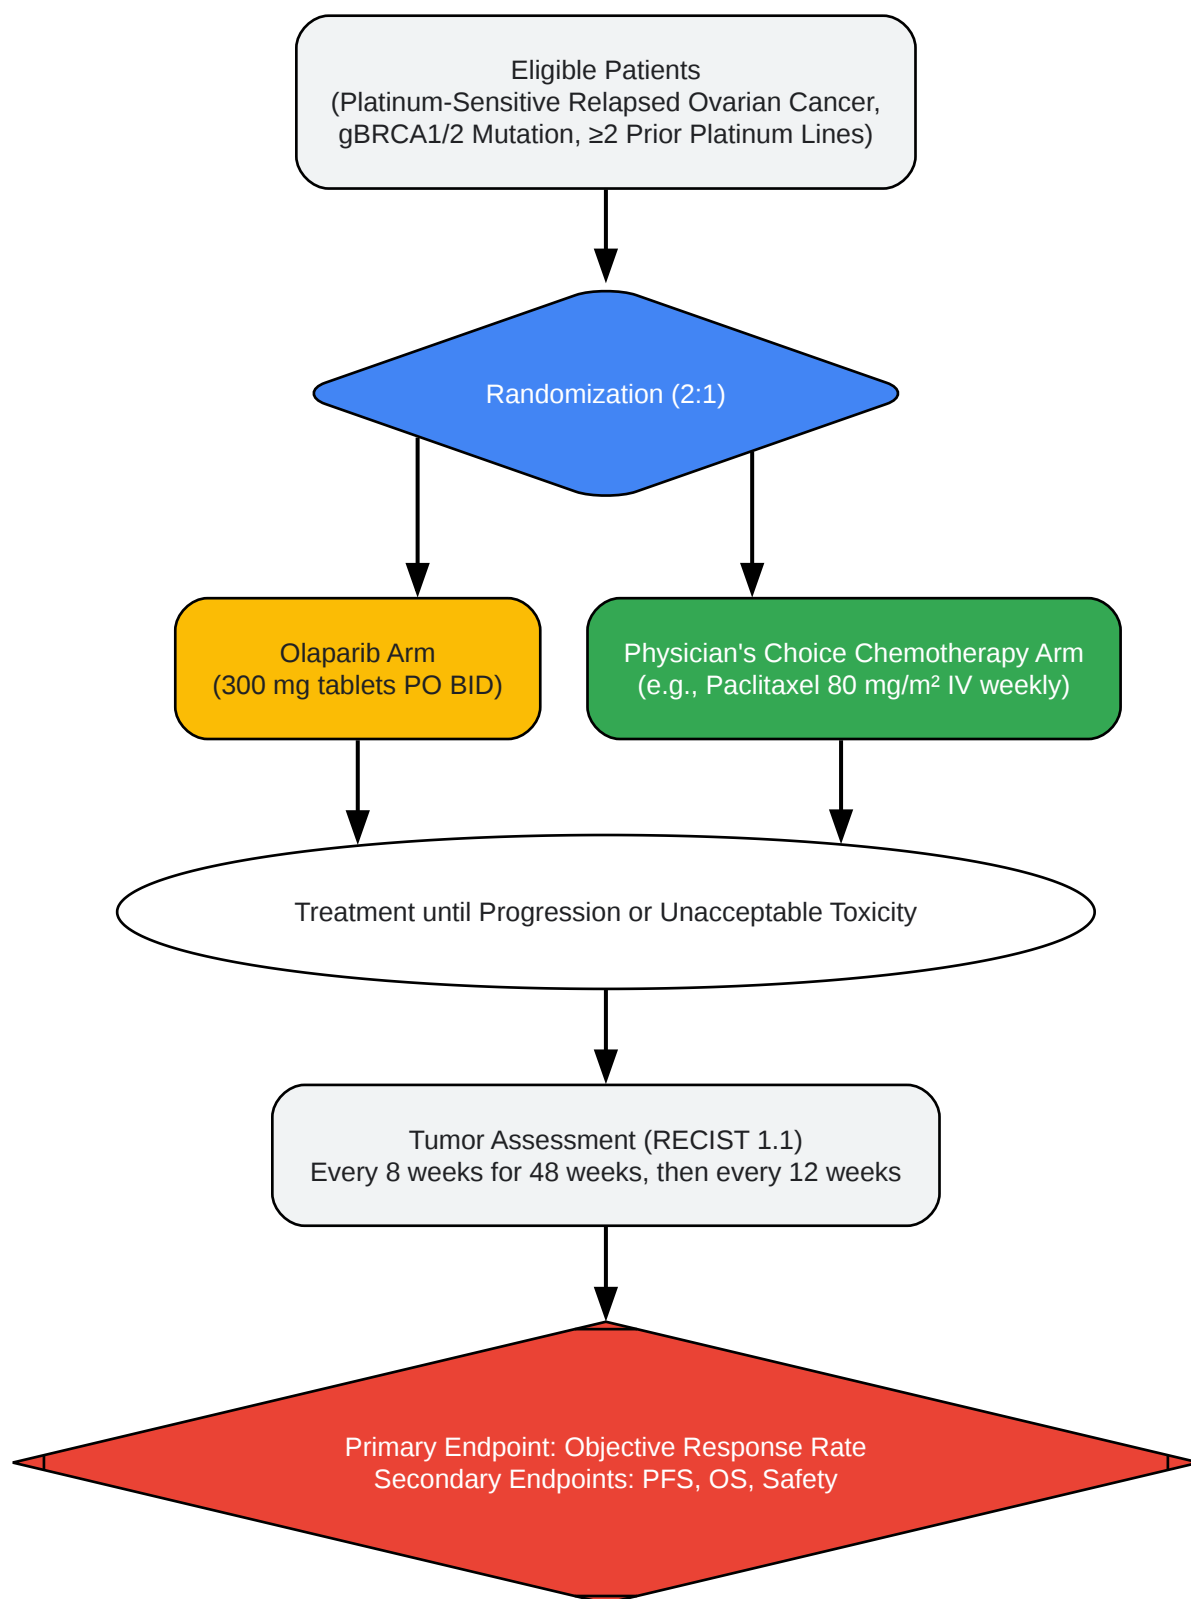 Eligible Patients
(Platinum-Sensitive Relapsed Ovarian Cancer,
gBRCA1/2 Mutation, ≥2 Prior Platinum Lines)
Randomization (2:1)
Olaparib Arm
(300 mg tablets PO BID)
Physician's Choice Chemotherapy Arm
(e.g., Paclitaxel 80 mg/m² IV weekly)
Treatment until Progression or Unacceptable Toxicity
Tumor Assessment (RECIST 1.1)
Every 8 weeks for 48 weeks, then every 12 weeks
Primary Endpoint: Objective Response Rate
Secondary Endpoints: PFS, OS, Safety